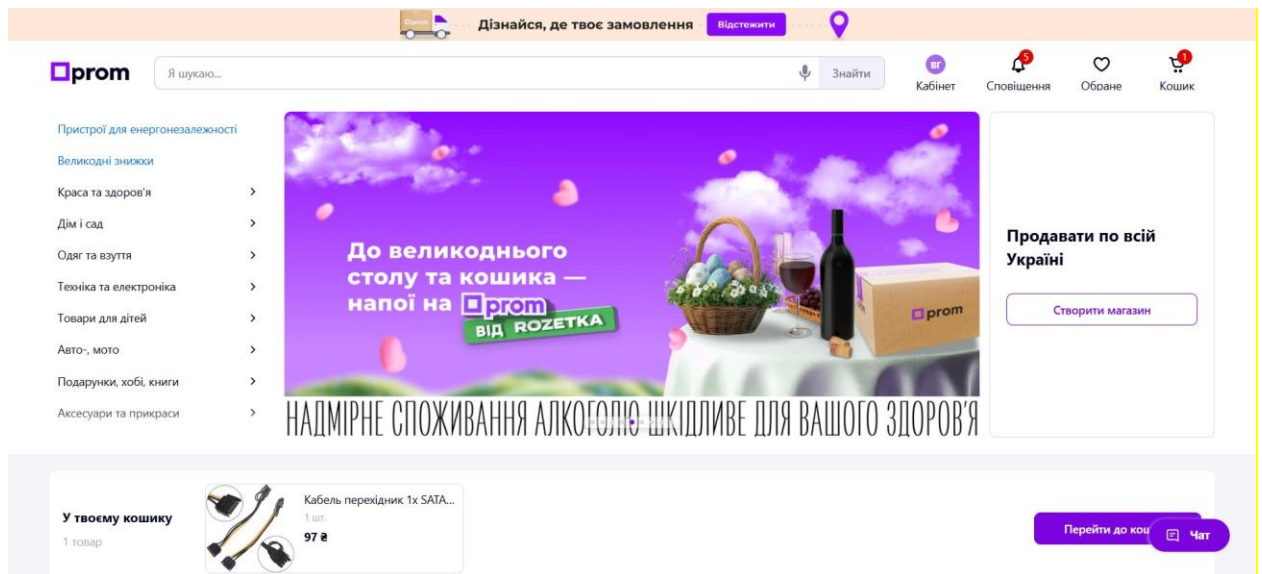 Дізнайся, де твоє замовлення
Відстежити
prom
Я шукаю...
Знайти
ВГ
Кабінет
5
Сповіщення
Обране
1
Кошик
Пристрої для енергонезалежності
Великодні знижки
Краса та здоров'я
Дім і сад
Одяг та взуття
Техніка та електроніка
Товари для дітей
Авто-, мото
Подарунки, хобі, книги
Аксесуари та прикраси
До великоднього
столу та кошика —
напої на prom
ВІД ROZETKA
prom
НАДМІРНЕ СПОЖИВАННЯ АЛКОГОЛЮ ШКІДЛИВЕ ДЛЯ ВАШОГО ЗДОРОВ'Я
Продавати по всій
Україні
Створити магазин
У твоєму кошику
1 товар
Кабель перехідник 1x SATA...
1 шт.
97 ₴
Перейти до кош
Чат